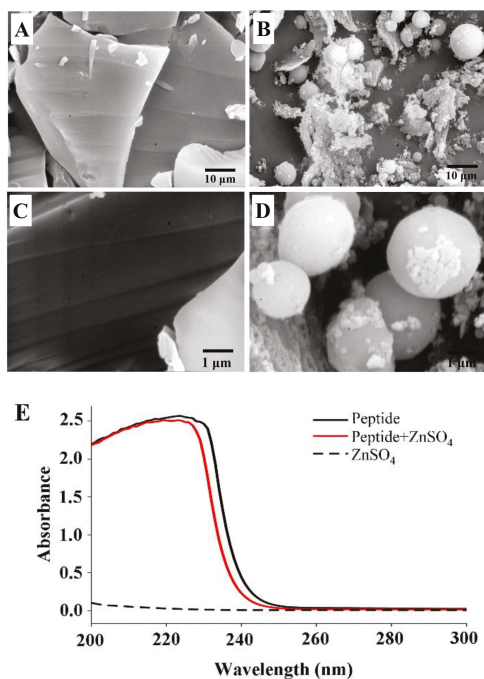 A
B
10 µm
10 µm
C
D
1 µm
1 µm
E
2.5
2.0
1.5
1.0
0.5
0.0
Absorbance
Peptide
Peptide+ZnSO₄
ZnSO₄
200
220
240
260
280
300
Wavelength (nm)